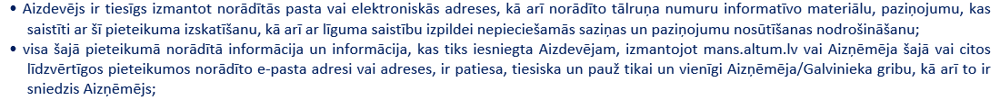 • Aizdevējs ir tiesīgs izmantot norādītās pasta vai elektroniskās adreses, kā arī norādīto tālruņa numuru informatīvo materiālu, paziņojumu, kas
saistīti ar šī pieteikuma izskatīšanu, kā arī ar līguma saistību izpildei nepieciešamās saziņas un paziņojumu nosūtīšanas nodrošināšanu;
• visa šajā pieteikumā norādītā informācija un informācija, kas tiks iesniegta Aizdevējam, izmantojot mans.altum.lv vai Aizņēmēja šajā vai citos
līdzvērtīgos pieteikumos norādīto e-pasta adresi vai adreses, ir patiesa, tiesiska un pauž tikai un vienīgi Aizņēmēja/Galvinieka gribu, kā arī to ir
sniedzis Aizņēmējs;